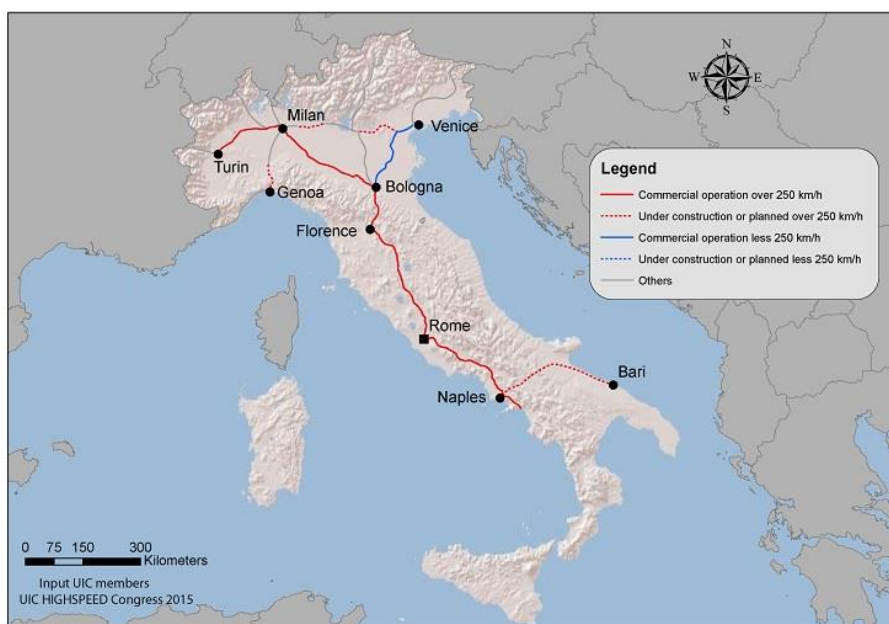 N
W E
S
Milan
Venice
Turin
Genoa
Bologna
Florence
Rome
Bari
Naples
Legend
Commercial operation over 250 km/h
Under construction or planned over 250 km/h
Commercial operation less 250 km/h
Under construction or planned less 250 km/h
Others
0 75 150 300
Kilometers
Input UIC members
UIC HIGHSPEED Congress 2015